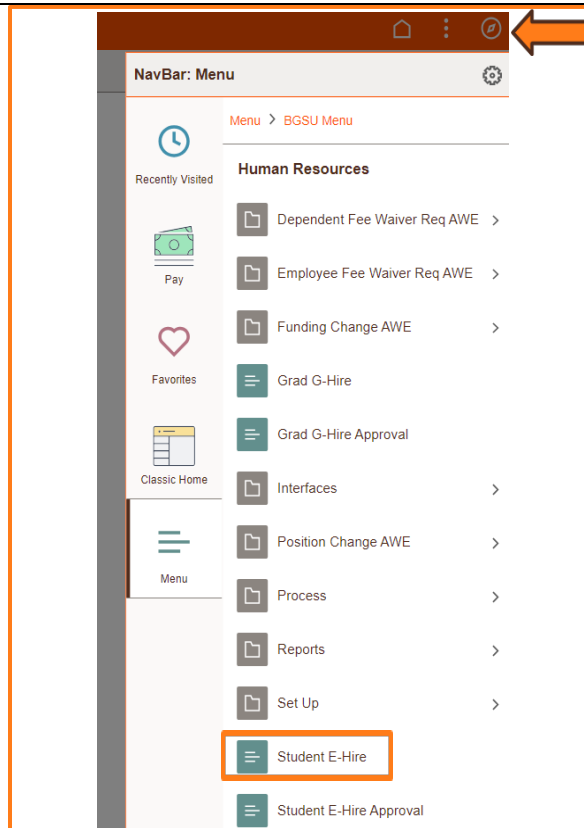 NavBar: Menu
Menu > BGSU Menu
Recently Visited
Human Resources
Dependent Fee Waiver Req AWE
Pay
Employee Fee Waiver Req AWE
Funding Change AWE
Favorites
Grad G-Hire
Grad G-Hire Approval
Classic Home
Interfaces
Position Change AWE
Menu
Process
Reports
Set Up
Student E-Hire
Student E-Hire Approval